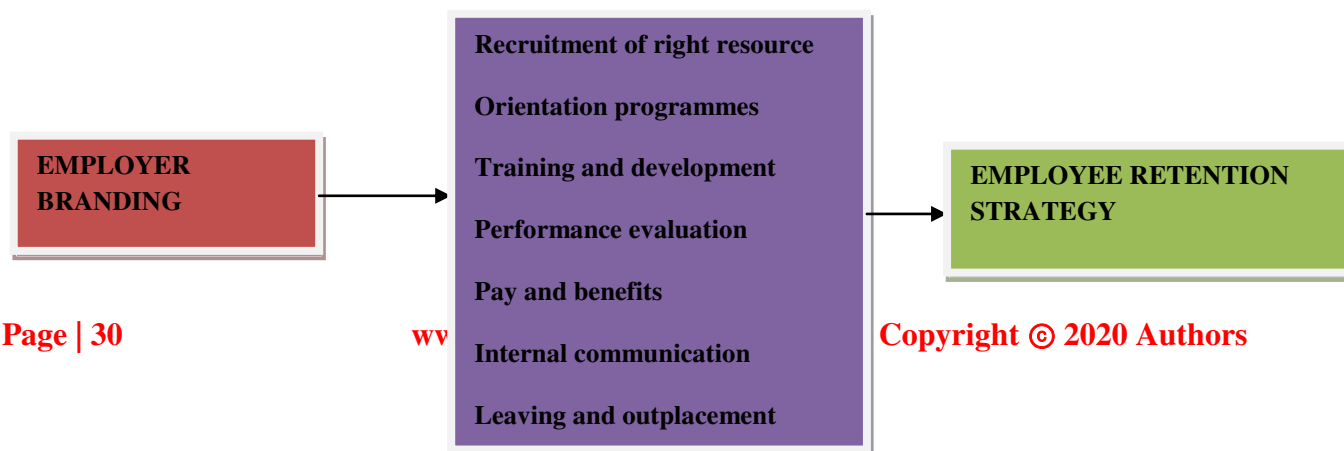 EMPLOYER
BRANDING
Recruitment of right resource
Orientation programmes
Training and development
Performance evaluation
Pay and benefits
Internal communication
Leaving and outplacement
EMPLOYEE RETENTION
STRATEGY
Page | 30
Copyright © 2020 Authors